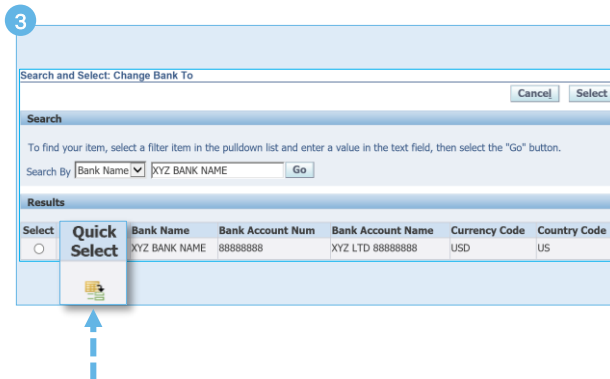 3
Search and Select: Change Bank To
Cancel Select
Search
To find your item, select a filter item in the pulldown list and enter a value in the text field, then select the "Go" button.
Search By Bank Name XYZ BANK NAME Go
Results
Select Quick Select Bank Name Bank Account Num Bank Account Name Currency Code Country Code
XYZ BANK NAME 88888888 XYZ LTD 88888888 USD US